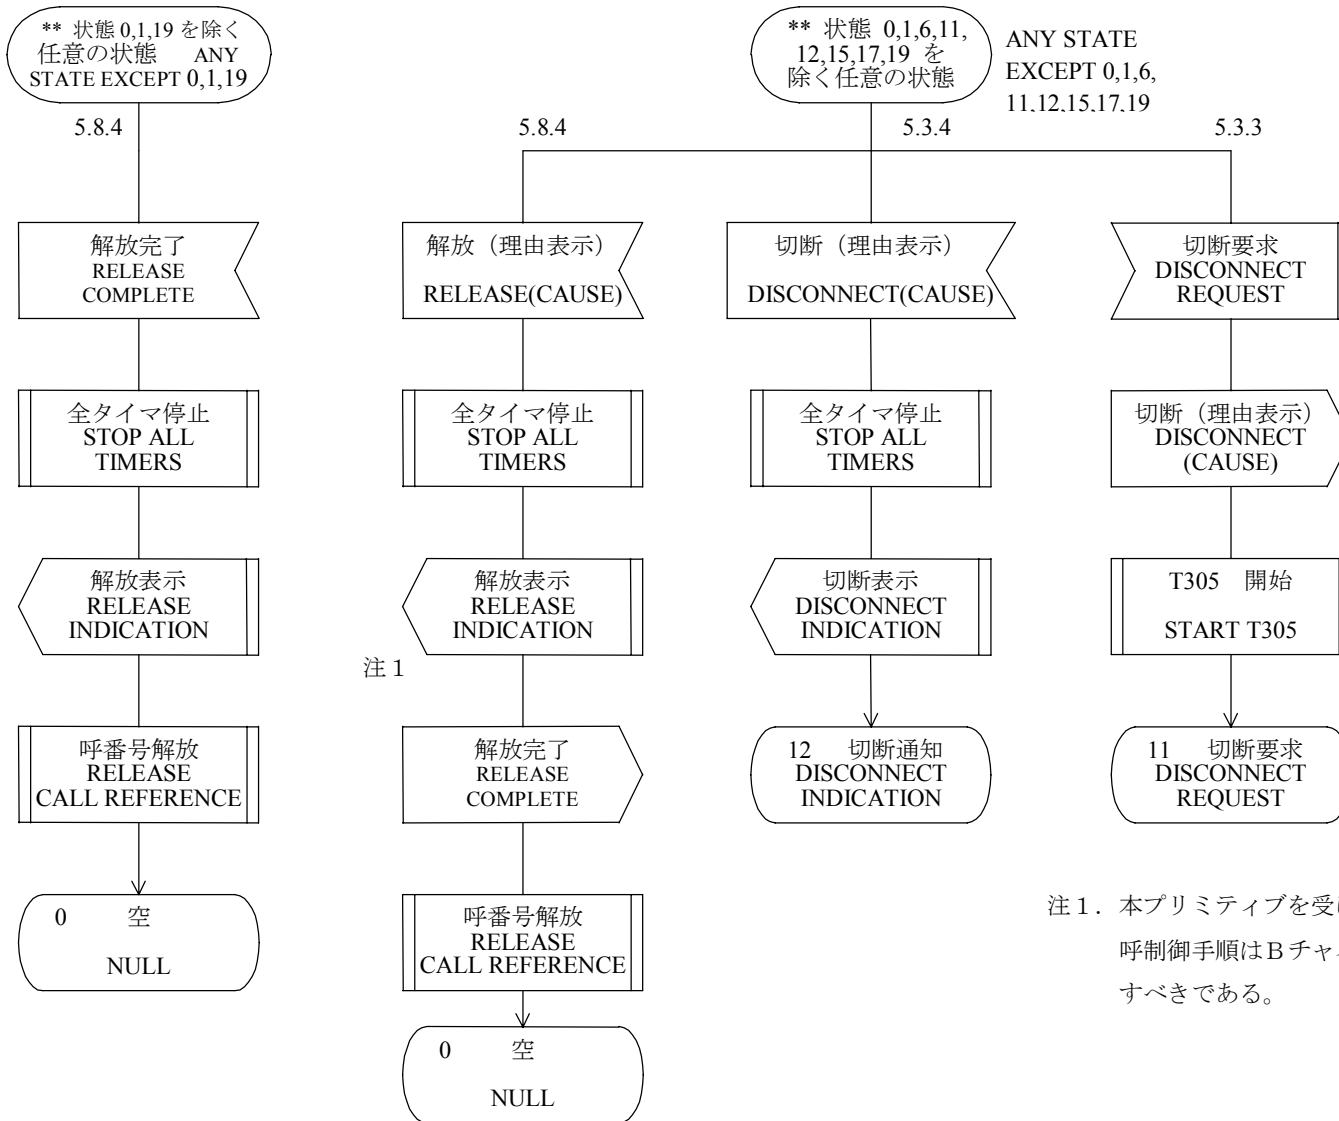 ** 状態 0,1,19 を除く
任意の状態 ANY
STATE EXCEPT 0,1,19
5.8.4
解放完了
RELEASE
COMPLETE
全タイマ停止
STOP ALL
TIMERS
解放表示
RELEASE
INDICATION
呼番号解放
RELEASE
CALL REFERENCE
0 空
NULL
** 状態 0,1,6,11,
12,15,17,19 を
除く任意の状態
ANY STATE
EXCEPT 0,1,6,
11,12,15,17,19
5.8.4
解放（理由表示）
RELEASE(CAUSE)
全タイマ停止
STOP ALL
TIMERS
解放表示
RELEASE
INDICATION
注１
解放完了
RELEASE
COMPLETE
呼番号解放
RELEASE
CALL REFERENCE
0 空
NULL
5.3.4
切断（理由表示）
DISCONNECT(CAUSE)
全タイマ停止
STOP ALL
TIMERS
切断表示
DISCONNECT
INDICATION
12 切断通知
DISCONNECT
INDICATION
5.3.3
切断要求
DISCONNECT
REQUEST
切断（理由表示）
DISCONNECT
(CAUSE)
T305 開始
START T305
11 切断要求
DISCONNECT
REQUEST
注１．本プリミティブを受
呼制御手順はＢチャ
すべきである。